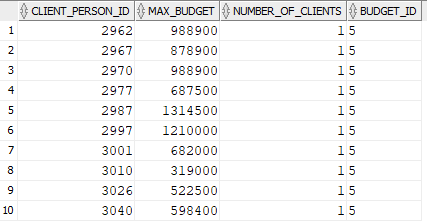 CLIENT_PERSON_ID MAX_BUDGET NUMBER_OF_CLIENTS BUDGET_ID
1 2962 988900 1 5
2 2967 878900 1 5
3 2970 988900 1 5
4 2977 687500 1 5
5 2987 1314500 1 5
6 2997 1210000 1 5
7 3001 682000 1 5
8 3010 319000 1 5
9 3026 522500 1 5
10 3040 598400 1 5